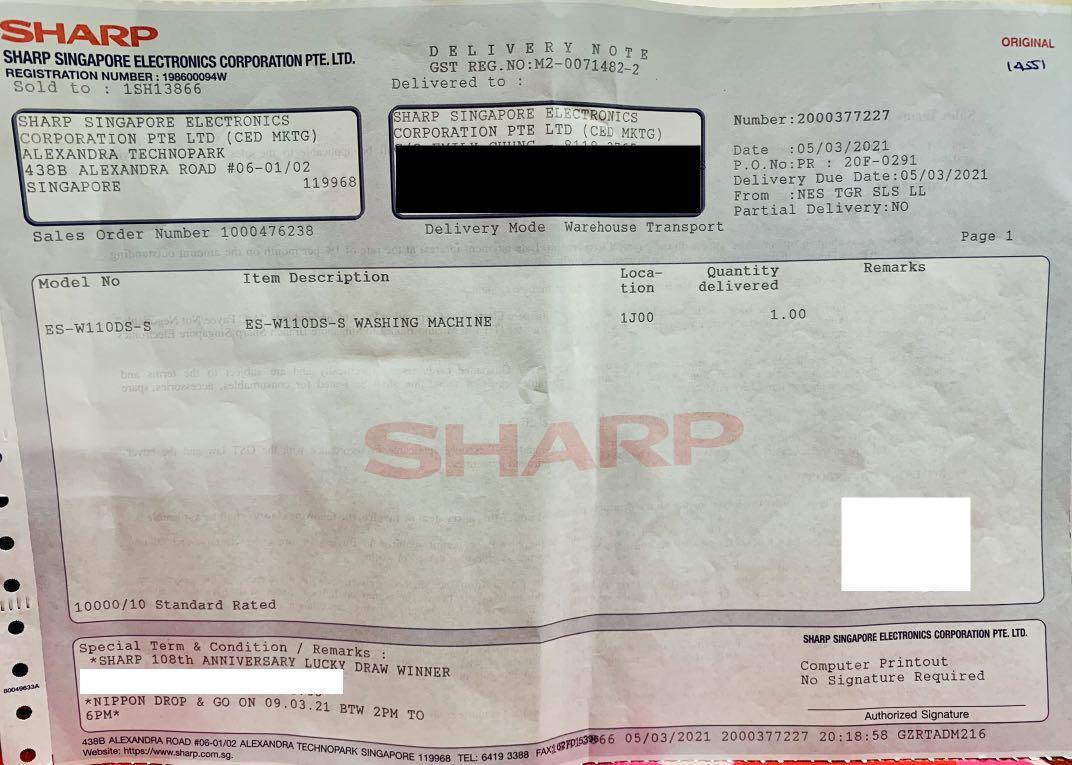 SHARP
SHARP SINGAPORE ELECTRONICS CORPORATION PTE. LTD.
REGISTRATION NUMBER : 198600094W
Sold to : 1SH13866
SHARP SINGAPORE ELECTRONICS
CORPORATION PTE LTD (CED MKTG)
ALEXANDRA TECHNOPARK
438B ALEXANDRA ROAD #06-01/02
SINGAPORE 119968
Sales Order Number 1000476238
DELIVERY NOTE
GST REG.NO:M2-0071482-2
Delivered to :
SHARP SINGAPORE ELECTRONICS
CORPORATION PTE LTD (CED MKTG)
Delivery Mode Warehouse Transport
ORIGINAL
14551
Number:2000377227
Date :05/03/2021
P.O.No:PR : 20F-0291
Delivery Due Date:05/03/2021
From :NES TGR SLS LL
Partial Delivery:NO
Page 1
Model No Item Description Loca-tion Quantity delivered Remarks
ES-W110DS-S ES-W110DS-S WASHING MACHINE 1J00 1.00
SHARP
10000/10 Standard Rated
Special Term & Condition / Remarks :
*SHARP 108th ANNIVERSARY LUCKY DRAW WINNER
*NIPPON DROP & GO ON 09.03.21 BTW 2PM TO
6PM*
SHARP SINGAPORE ELECTRONICS CORPORATION PTE. LTD.
Computer Printout
No Signature Required
Authorized Signature
80049633A
438B ALEXANDRA ROAD #06-01/02 ALEXANDRA TECHNOPARK SINGAPORE 119968 TEL: 6419 3388 FAX:
Website: https://www.sharp.com.sg.
05/03/2021 2000377227 20:18:58 GZRTADM216